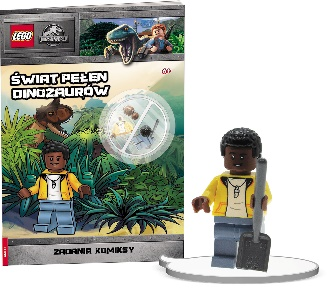 LEGO
JURASSIC WORLD
ŚWIAT PEŁEN
DINOZAURÓW
ZADANIA KOMIKSY